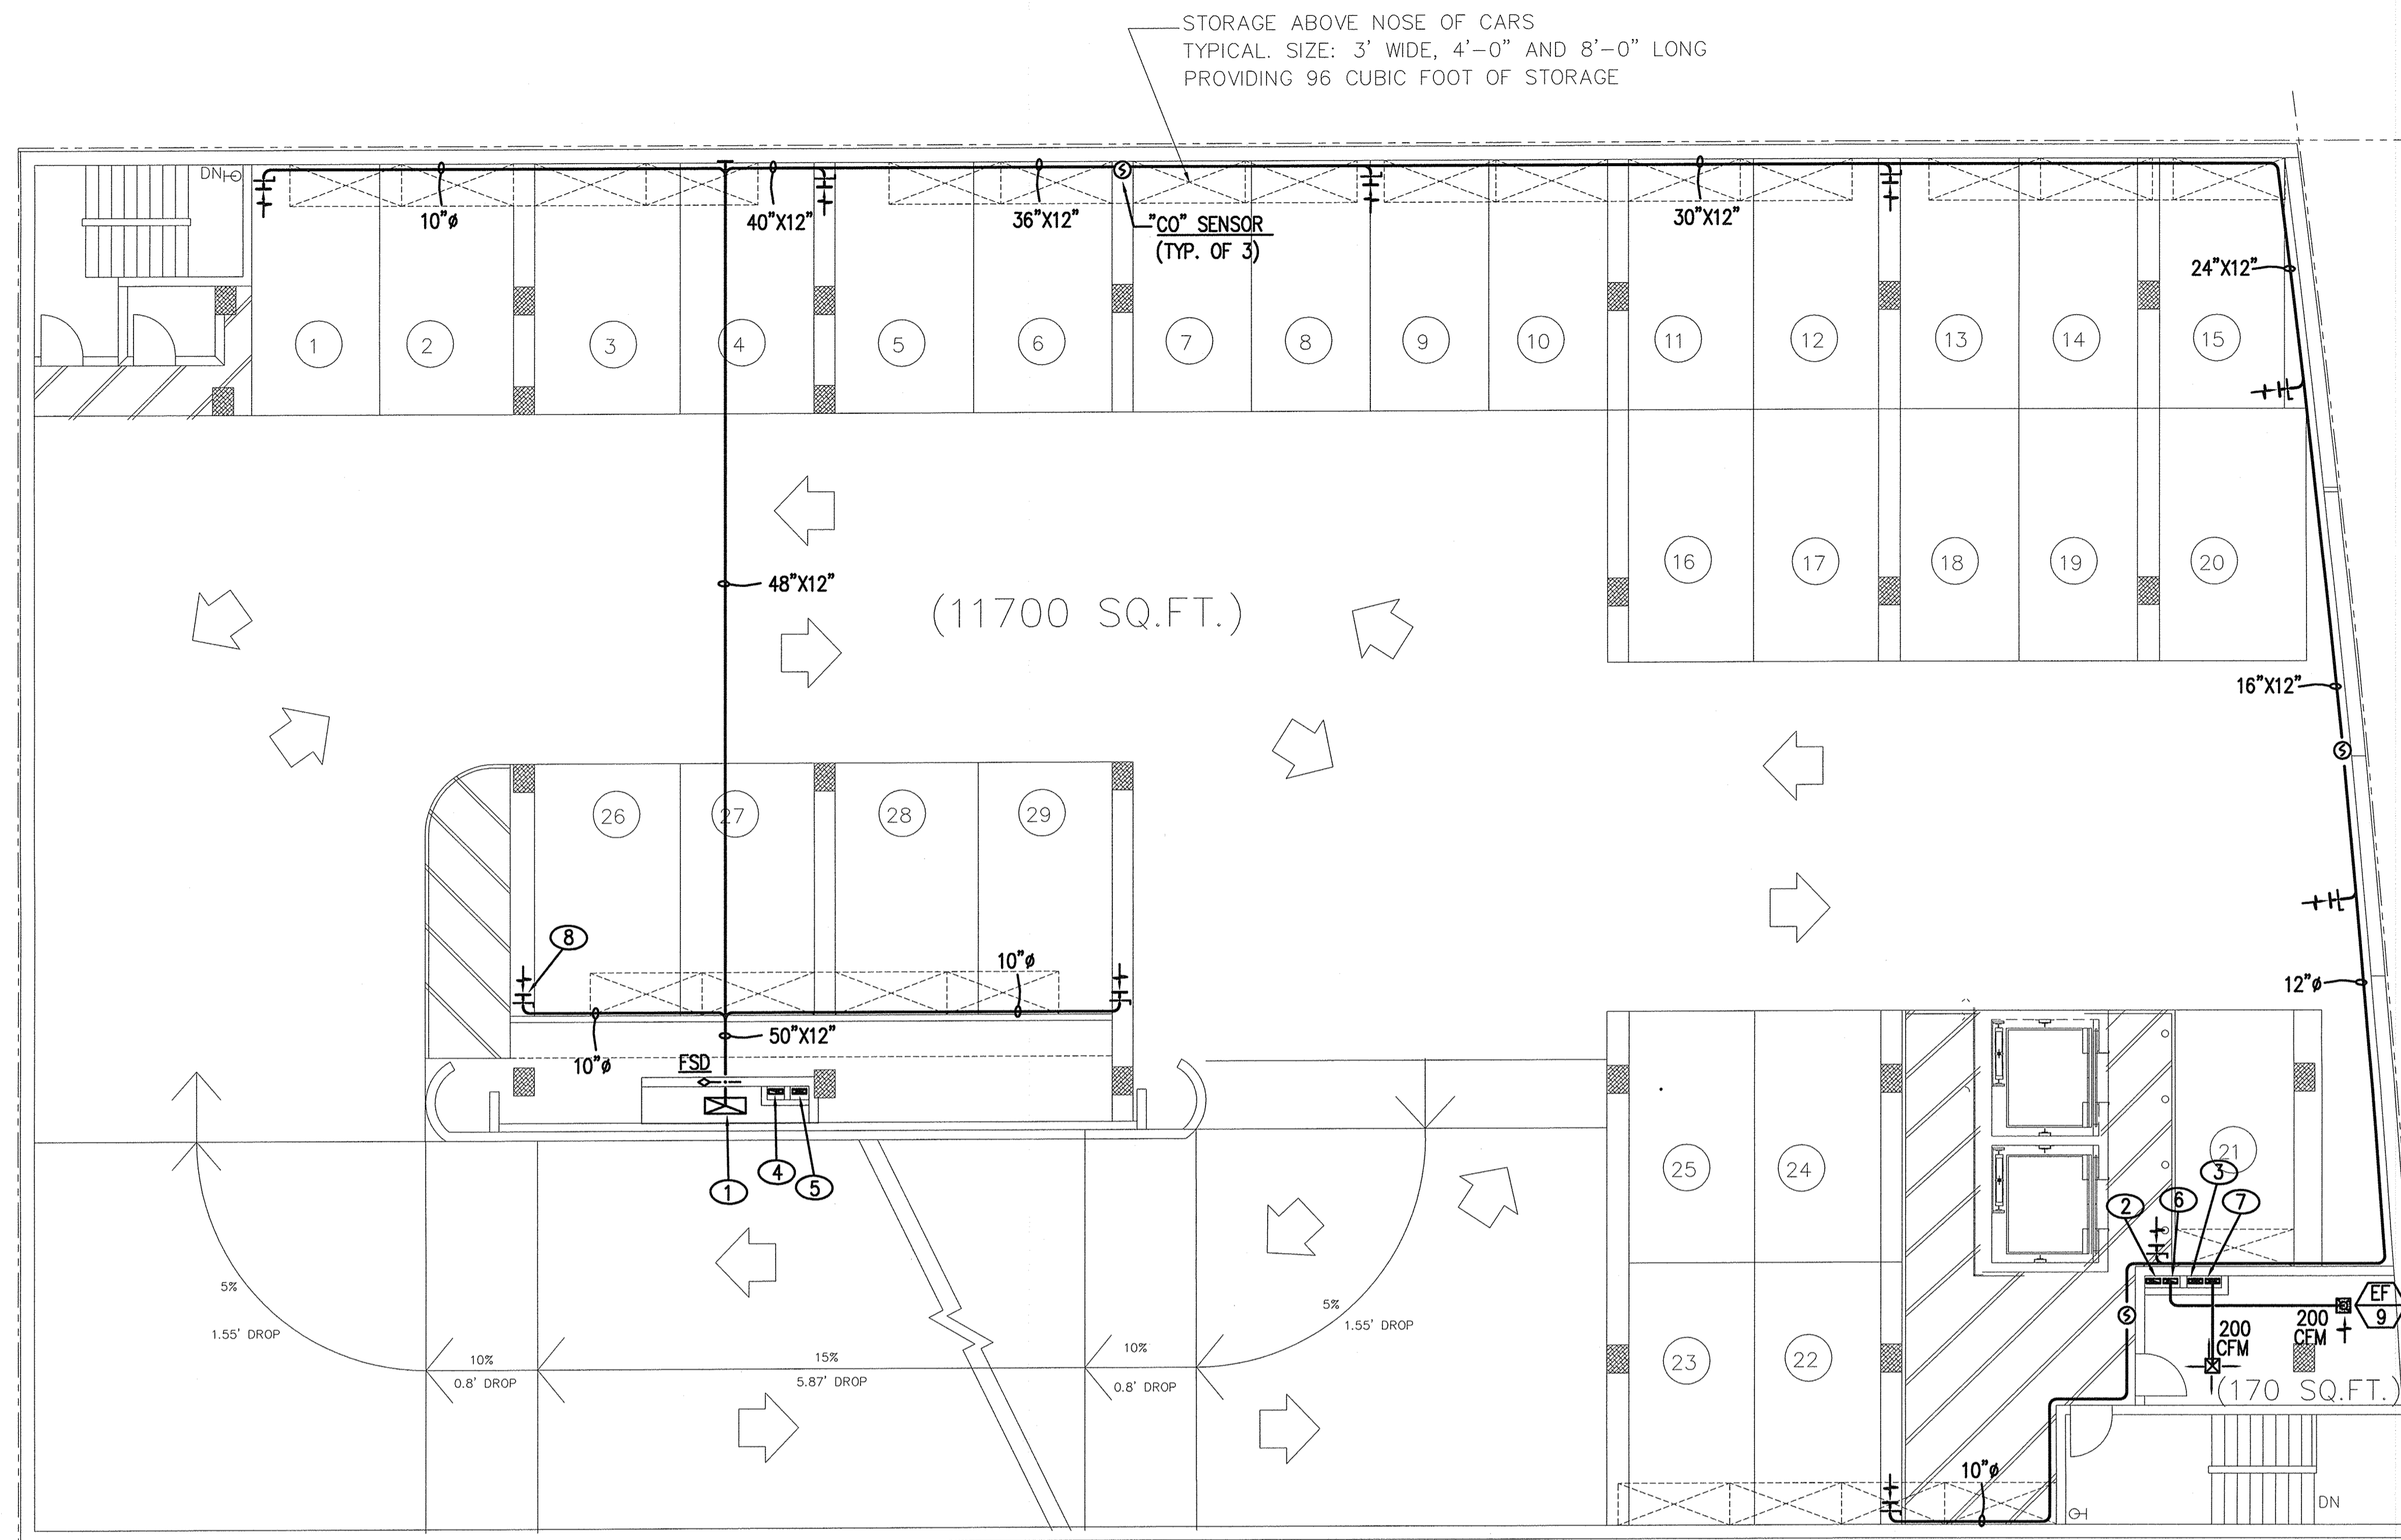 STORAGE ABOVE NOSE OF CARS
TYPICAL. SIZE: 3' WIDE, 4'-0" AND 8'-0" LONG
PROVIDING 96 CUBIC FOOT OF STORAGE
DN
10"ø
40"X12"
36"X12"
S
"CO" SENSOR
(TYP. OF 3)
30"X12"
24"X12"
1
2
3
4
5
6
7
8
9
10
11
12
13
14
15
48"X12"
(11700 SQ.FT.)
16
17
18
19
20
16"X12"
S
26
27
28
29
8
10"ø
10"ø
50"X12"
FSD
12"ø
1
4
5
25
24
21
3
2
6
7
5%
1.55' DROP
10%
0.8' DROP
15%
5.87' DROP
10%
0.8' DROP
5%
1.55' DROP
23
22
S
EF
9
200
CFM
200
CFM
(170 SQ.FT.)
10"ø
DN